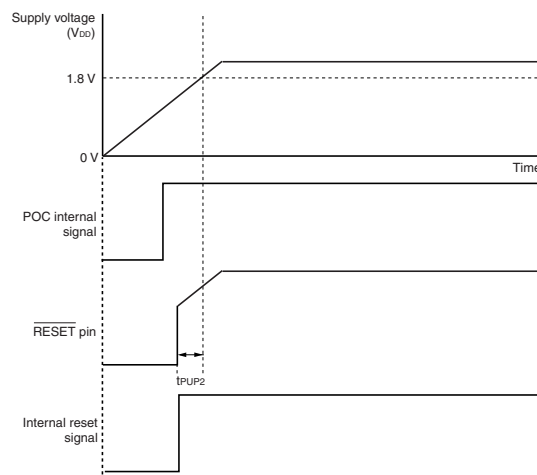 Supply voltage
(VDD)
1.8 V
0 V
Time
POC internal
signal
RESET pin
tPUP2
Internal reset
signal